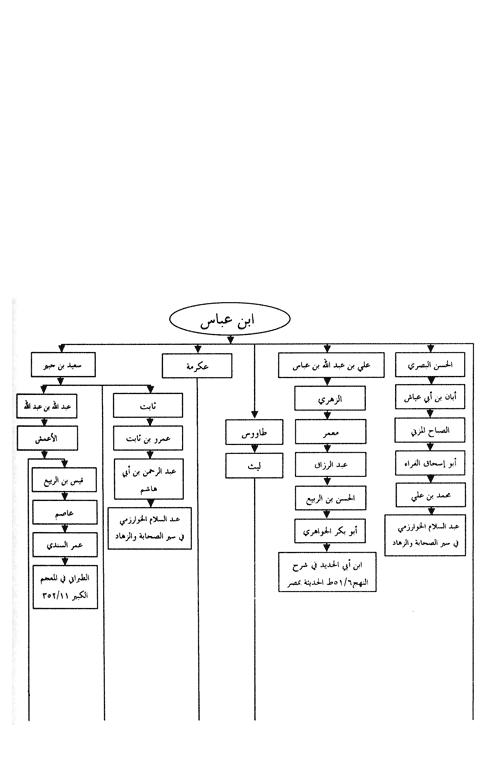 ابن عباس
الحسن البصري
أبان بن أبي عياش
الصباح المزني
أبو إسحاق الفراء
محمد بن علي
عبد السلام الخوارزمي
في سير الصحابة والزهاد
علي بن عبد الله بن عباس
الزهري
معمر
عبد الرزاق
الحسن بن الربيع
أبو بكر الجواهري
ابن أبي الحديد في شرح
النهج ٥١/٦ط الحديثة بمصر
طاووس
ليث
عكرمة
سعيد بن جبير
ثابت
عمرو بن ثابت
عبد الرحمن بن أبي
هاشم
عبد السلام الخوارزمي
في سير الصحابة والزهاد
عبد الله بن عبد الله
الأعمش
قيس بن الربيع
عاصم
عمر السندي
الطبراني في المعجم
الكبير ٣٥٢/١١